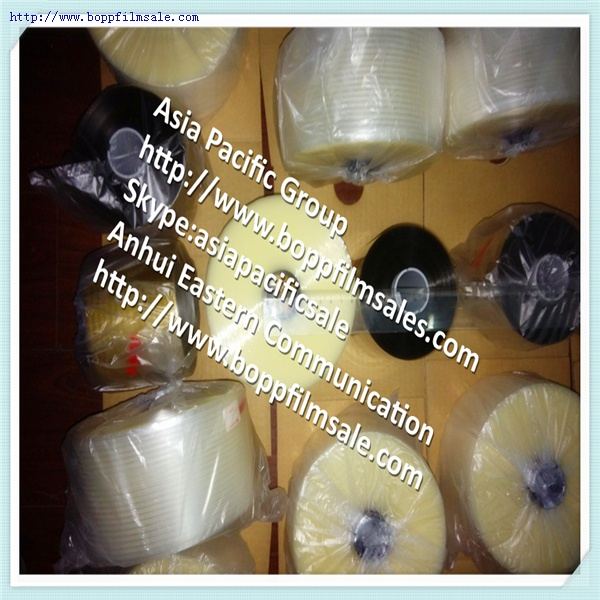 http://www.boppfilmsale.com/
Asia Pacific Group
http://www.boppfilmsales.com
Skype:asiapacificsale
Anhui Eastern Communication
http://www.boppfilmsale.com